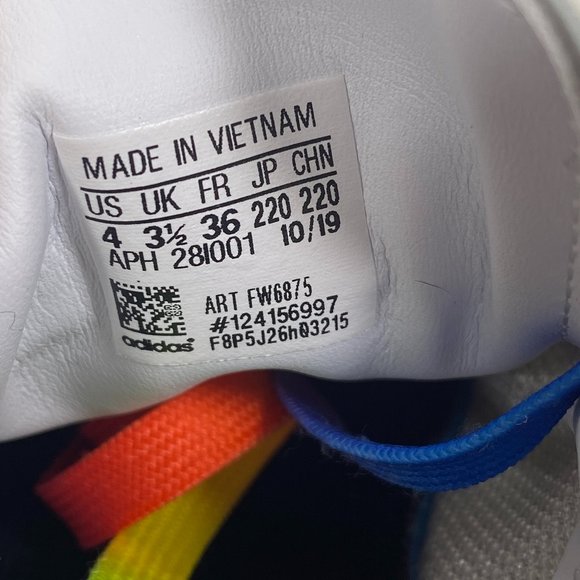 MADE IN VIETNAM
US UK FR JP CHN
4 3½ 36 220 220
APH 28I001 10/19
ART FW6875
#124156997
adidas F8P5J26h03215